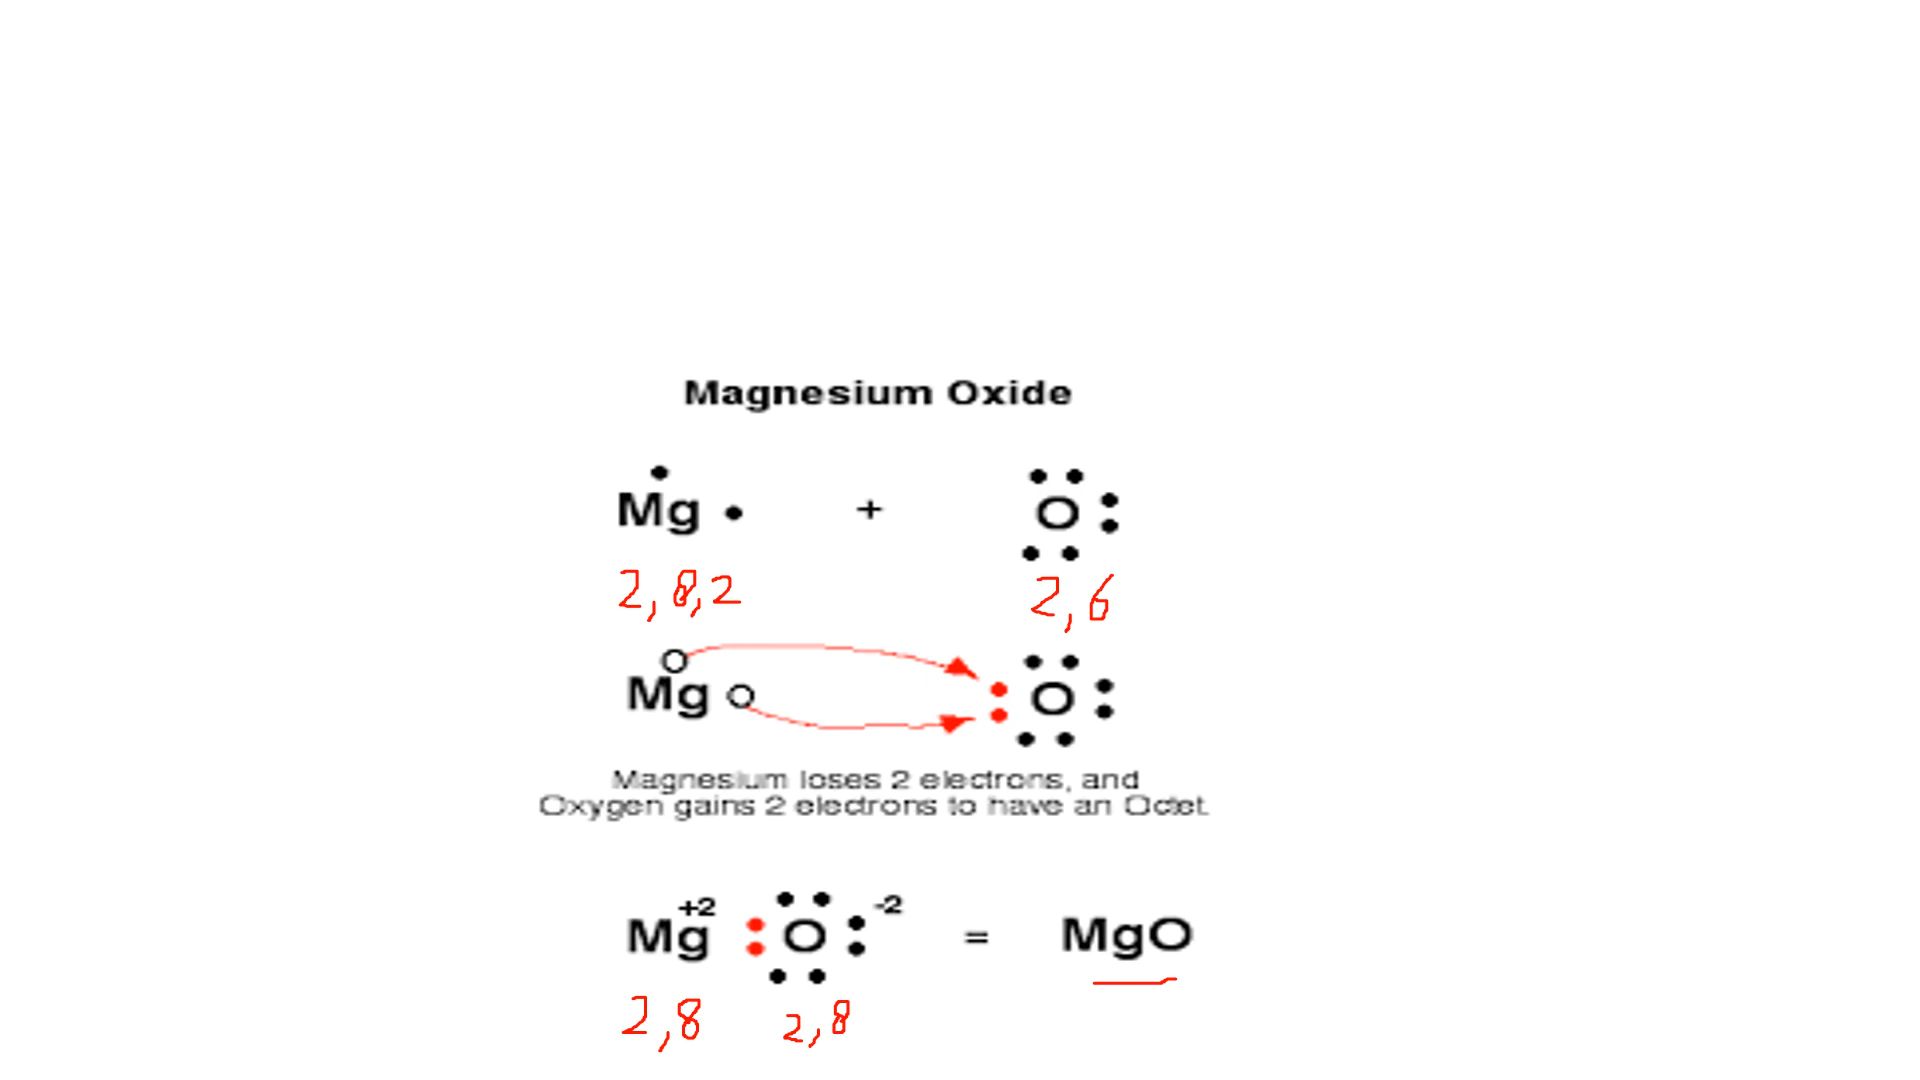 Magnesium Oxide
Mg + O
2,8,2 2,6
Mg O
Magnesium loses 2 electrons, and
Oxygen gains 2 electrons to have an Octet.
Mg+2 O-2 = MgO
2,8 2,8